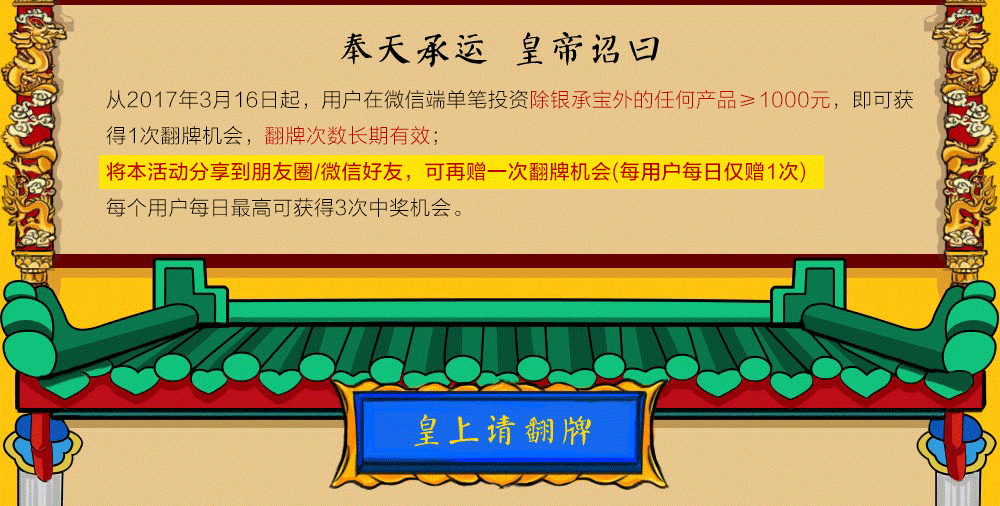 奉天承运 皇帝诏曰
从2017年3月16日起，用户在微信端单笔投资除银承宝外的任何产品≥1000元，即可获
得1次翻牌机会，翻牌次数长期有效；
将本活动分享到朋友圈/微信好友，可再赠一次翻牌机会(每用户每日仅赠1次)
每个用户每日最高可获得3次中奖机会。
皇上请翻牌